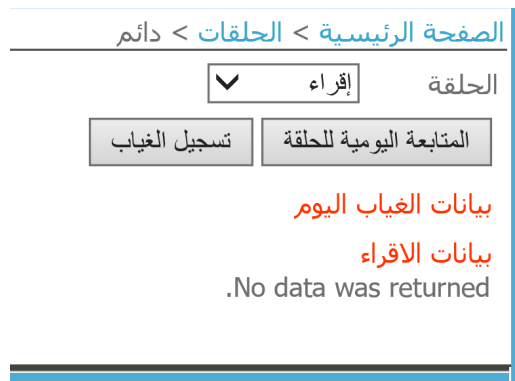 الصفحة الرئيسية > الحلقات > دائم
الحلقة إقراء
المتابعة اليومية للحلقة تسجيل الغياب
بيانات الغياب اليوم
بيانات الاقراء
No data was returned.